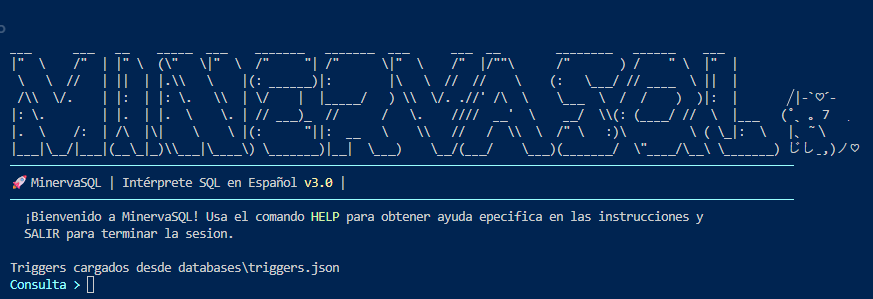 MINERVASQL
🚀 MinervaSQL | Intérprete SQL en Español v3.0 |
¡Bienvenido a MinervaSQL! Usa el comando HELP para obtener ayuda epecifica en las instrucciones y
SALIR para terminar la sesion.
Triggers cargados desde databases\triggers.json
Consulta >